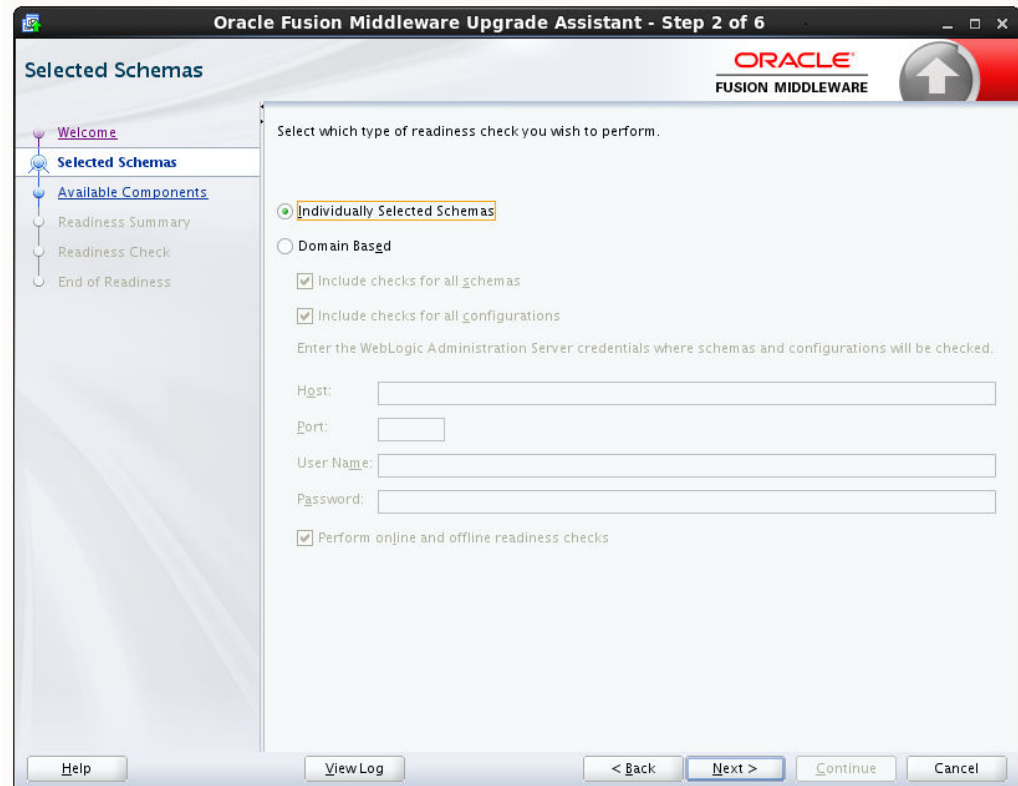 Oracle Fusion Middleware Upgrade Assistant - Step 2 of 6
Selected Schemas
ORACLE®
FUSION MIDDLEWARE
Welcome
Selected Schemas
Available Components
Readiness Summary
Readiness Check
End of Readiness
Select which type of readiness check you wish to perform.
Individually Selected Schemas
Domain Based
Include checks for all schemas
Include checks for all configurations
Enter the WebLogic Administration Server credentials where schemas and configurations will be checked.
Host:
Port:
User Name:
Password:
Perform online and offline readiness checks
Help
View Log
< Back
Next >
Continue
Cancel